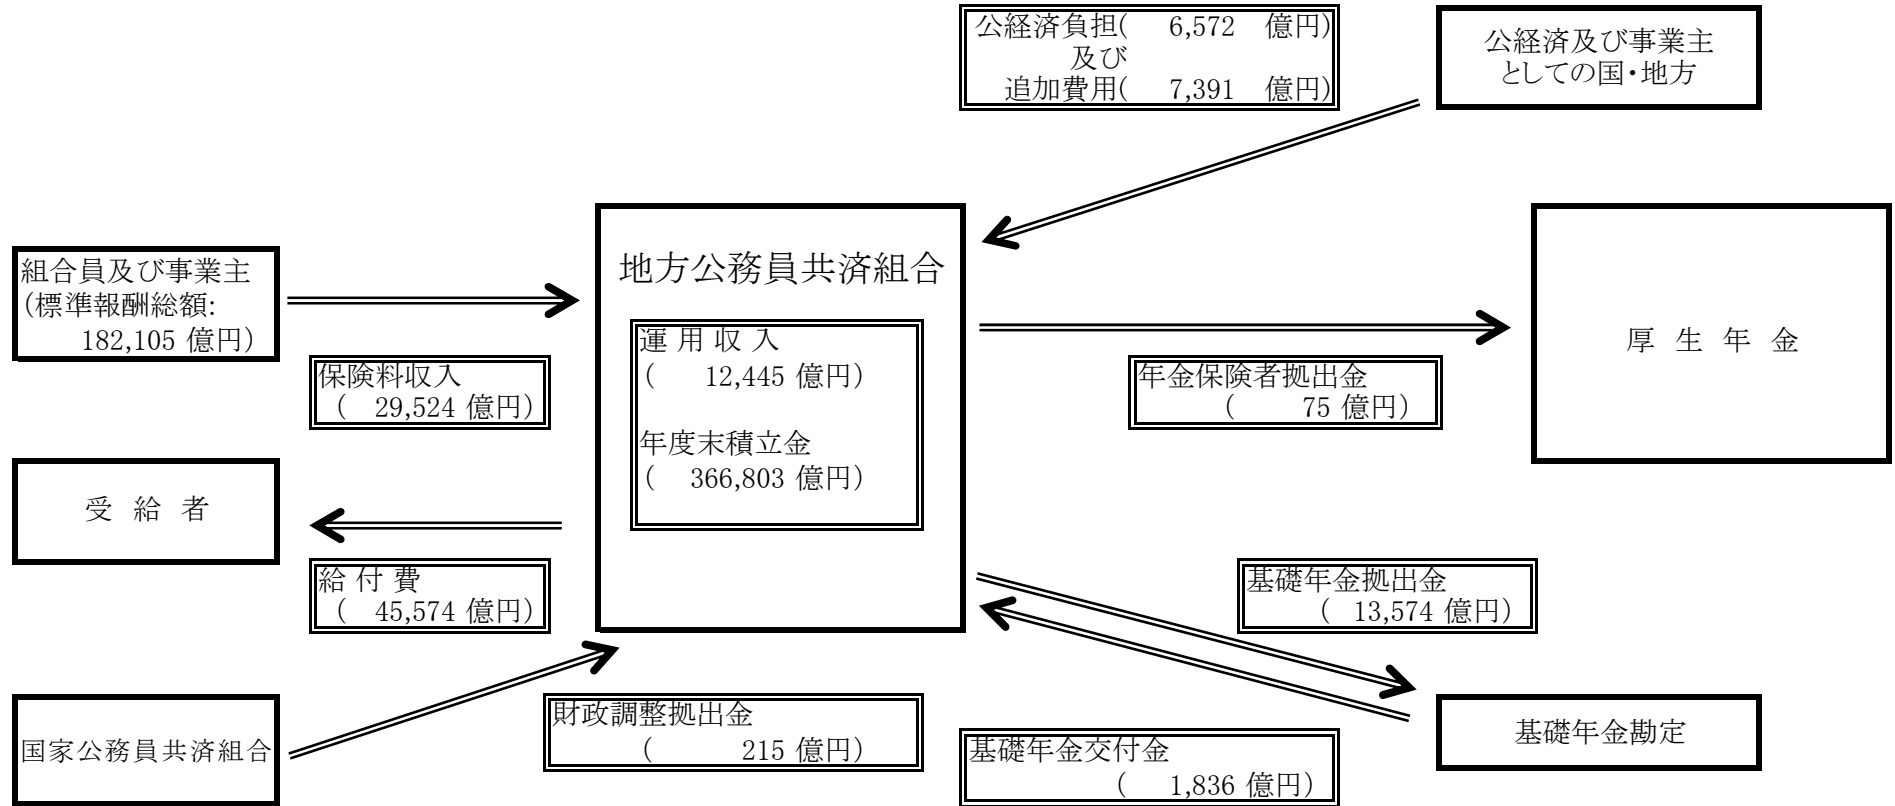 公経済負担( 6,572 億円)
及び
追加費用( 7,391 億円)
公経済及び事業主
としての国・地方
組合員及び事業主
(標準報酬総額:
182,105 億円)
保険料収入
( 29,524 億円)
地方公務員共済組合
運 用 収 入
( 12,445 億円)
年度末積立金
( 366,803 億円)
年金保険者拠出金
( 75 億円)
厚 生 年 金
受 給 者
給 付 費
( 45,574 億円)
国家公務員共済組合
財政調整拠出金
( 215 億円)
基礎年金拠出金
( 13,574 億円)
基礎年金交付金
( 1,836 億円)
基礎年金勘定